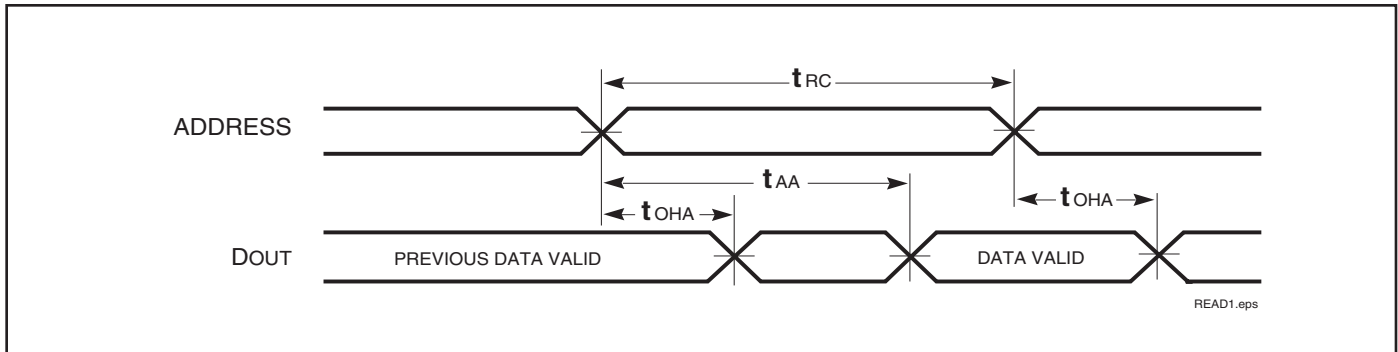 tRC
ADDRESS
tAA
tOHA
tOHA
DOUT
PREVIOUS DATA VALID
DATA VALID
READ1.eps